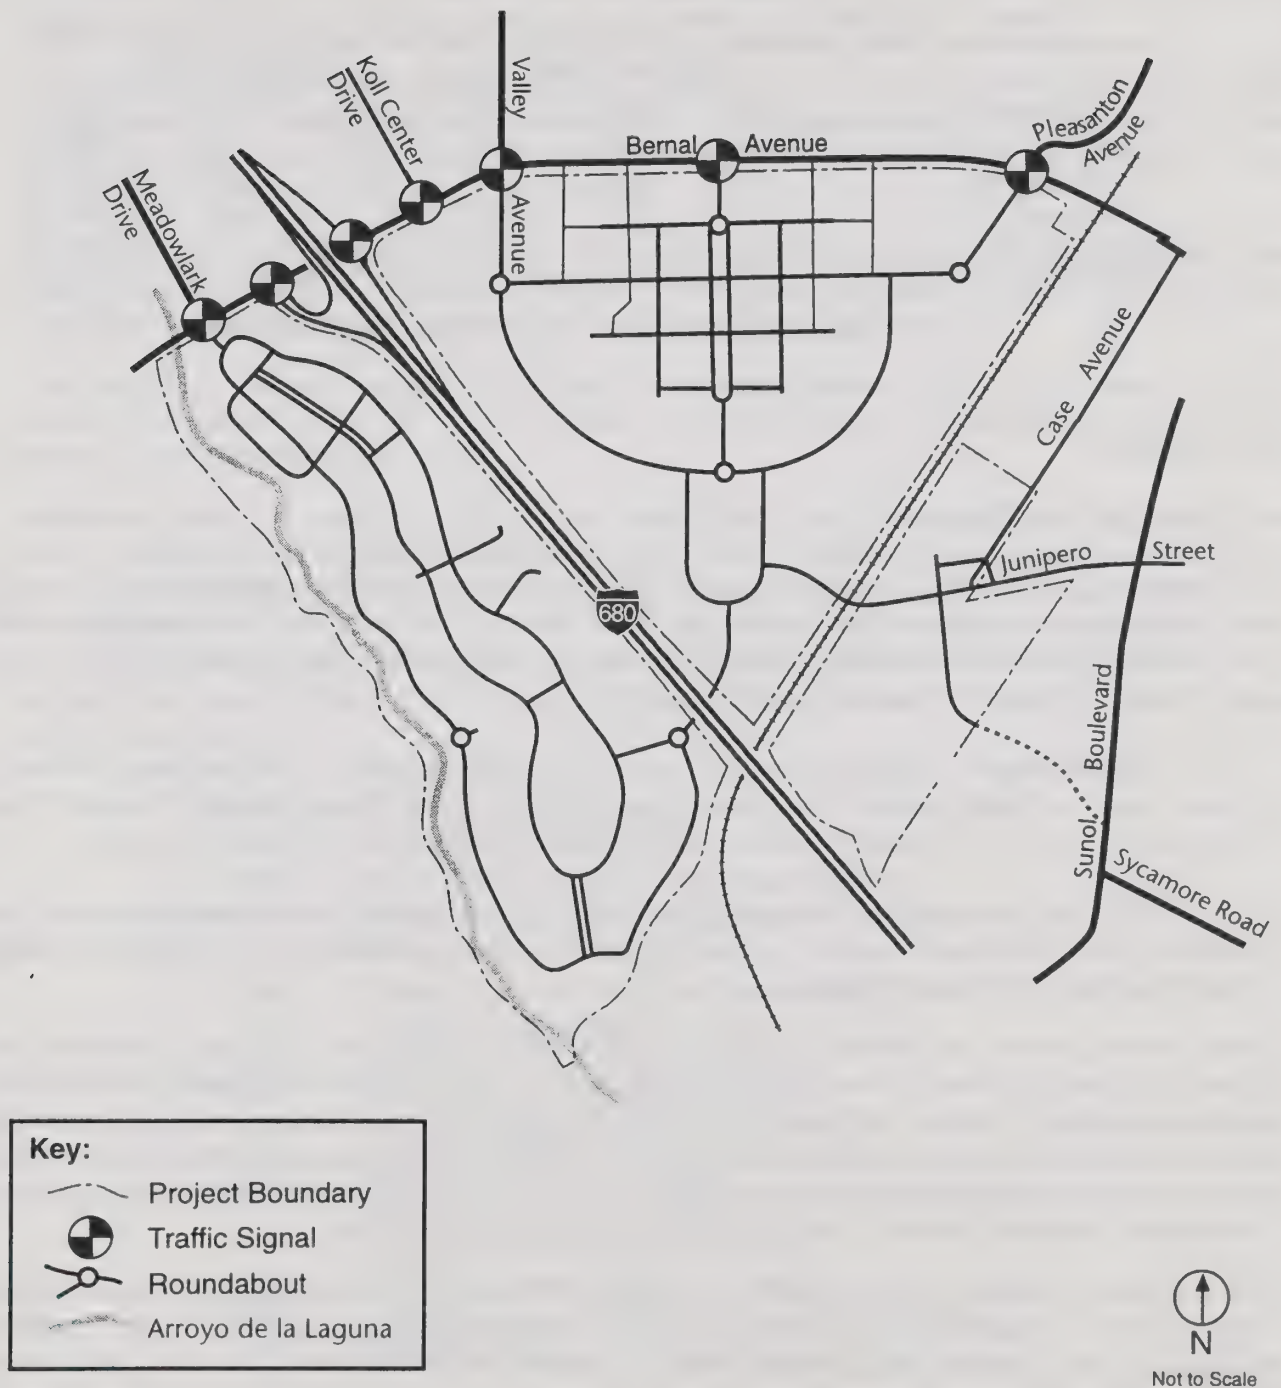 Valley
Avenue
Koll Center
Drive
Meadowlark
Drive
Bernal Avenue
Pleasanton
Avenue
Case Avenue
Junipero Street
680
Sunol Boulevard
Sycamore Road
Key:
Project Boundary
Traffic Signal
Roundabout
Arroyo de la Laguna
N
Not to Scale